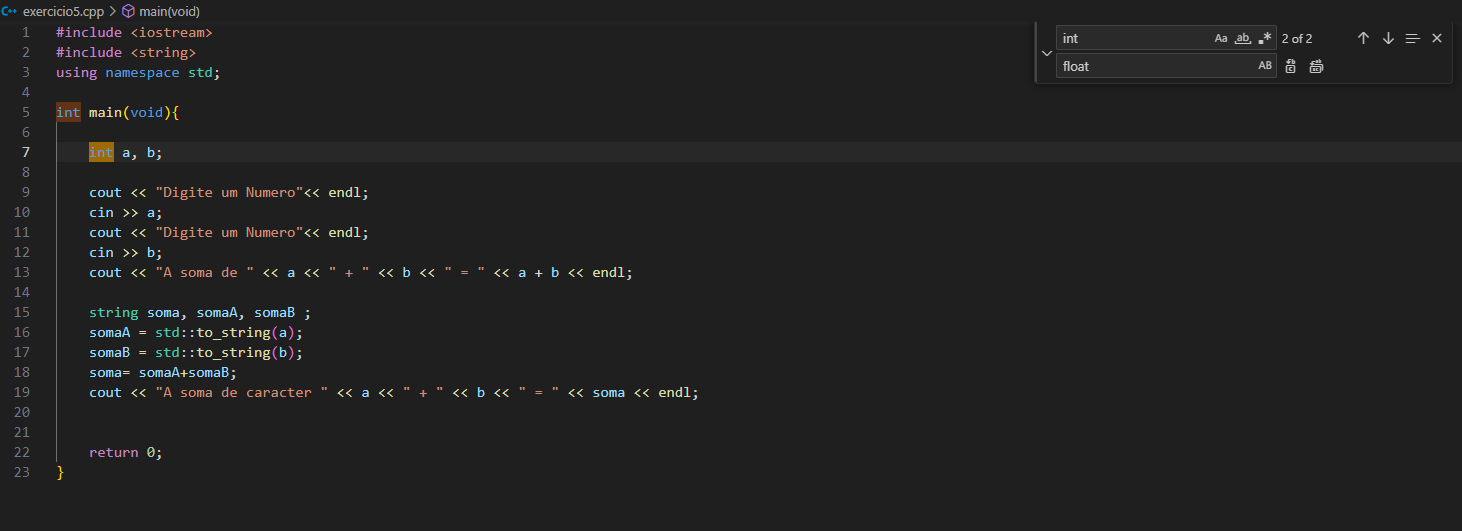 exercicio5.cpp > main(void)
int Aa ab .* 2 of 2
float AB
1 #include <iostream>
2 #include <string>
3 using namespace std;
4
5 int main(void){
6
7 int a, b;
8
9 cout << "Digite um Numero"<< endl;
10 cin >> a;
11 cout << "Digite um Numero"<< endl;
12 cin >> b;
13 cout << "A soma de " << a << " + " << b << " = " << a + b << endl;
14
15 string soma, somaA, somaB ;
16 somaA = std::to_string(a);
17 somaB = std::to_string(b);
18 soma= somaA+somaB;
19 cout << "A soma de caracter " << a << " + " << b << " = " << soma << endl;
20
21
22 return 0;
23 }